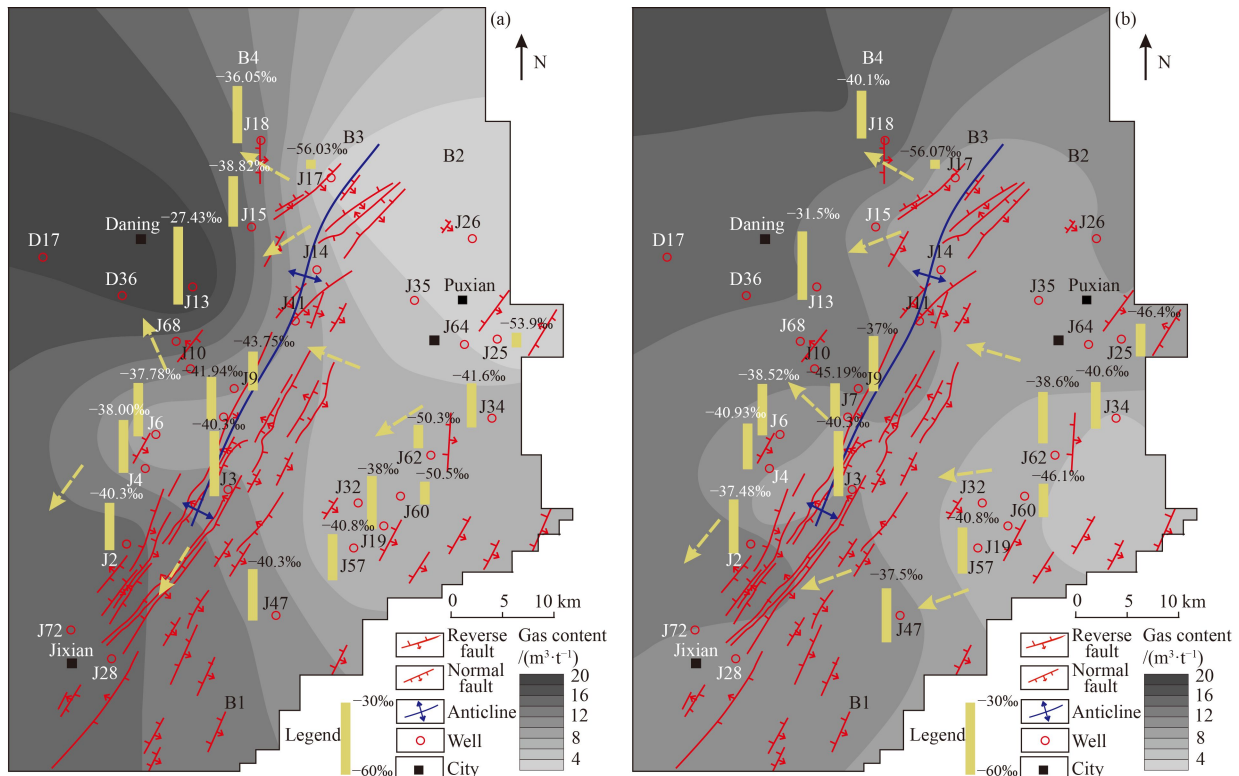 (a)
N
B4
−36.05‰
J18
B3
−56.03‰
B2
−38.82‰
J17
−27.43‰
J15
Daning
J26
D17
J14
D36
J13
J35
Puxian
J11
J68
J64
−53.9‰
J10
−43.75‰
J25
−37.78‰
−41.94‰
J9
−41.6‰
−38.00‰
J6
−40.3‰
−50.3‰
J34
J4
J62
−38‰
−50.5‰
−40.3‰
J3
J32
J60
−40.8‰
J19
J2
J57
−40.3‰
J47
J72
Jixian
J28
B1
0 5 10 km
Reverse fault
Normal fault
Anticline
Well
City
Legend
−30‰
−60‰
Gas content
/(m³·t⁻¹)
20
16
12
8
4
(b)
N
B4
−40.1‰
J18
B3
−56.07‰
B2
J17
−31.5‰
J15
Daning
J26
D17
J14
D36
J13
J35
Puxian
J11
J68
−37‰
J64
−46.4‰
J10
J25
−38.52‰
−45.19‰
J9
−38.6‰
−40.6‰
J7
−40.93‰
J6
−40.3‰
J34
J4
J62
−37.48‰
J3
J32
−46.1‰
J60
−40.8‰
J19
J2
J57
−37.5‰
J47
J72
Jixian
J28
B1
0 5 10 km
Reverse fault
Normal fault
Anticline
Well
City
Legend
−30‰
−60‰
Gas content
/(m³·t⁻¹)
20
16
12
8
4